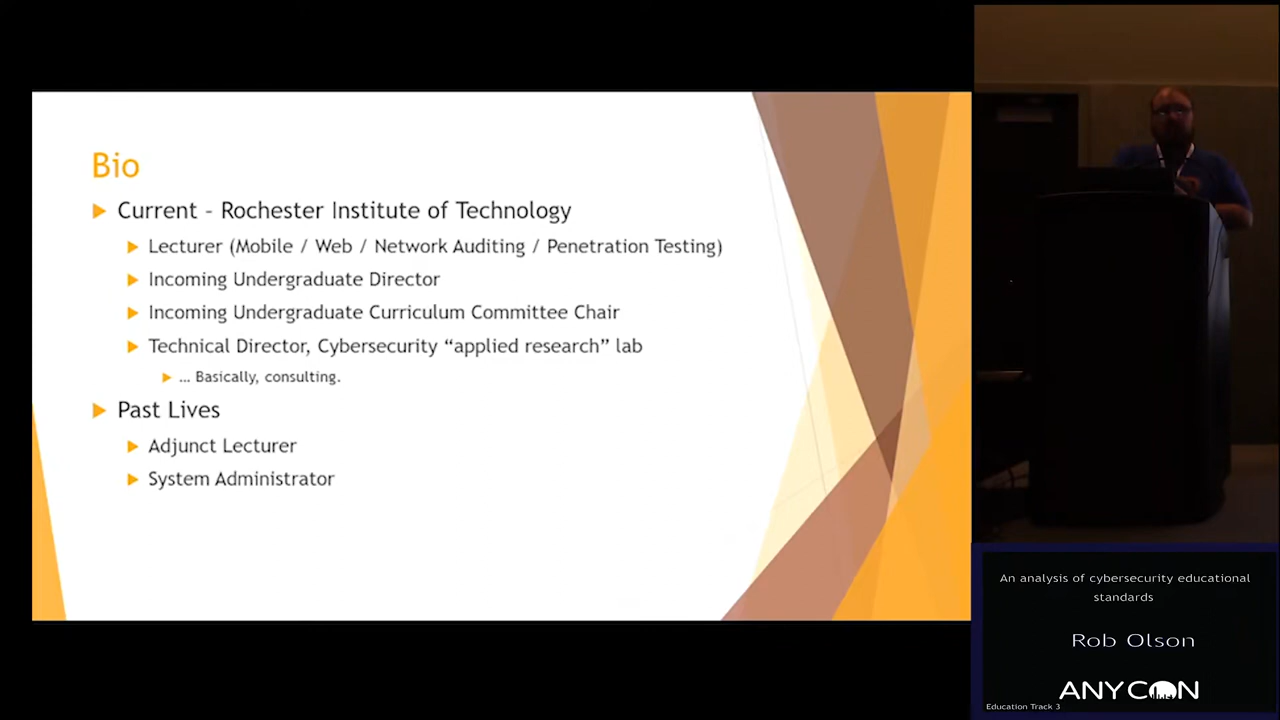 Bio
Current – Rochester Institute of Technology
Lecturer (Mobile / Web / Network Auditing / Penetration Testing)
Incoming Undergraduate Director
Incoming Undergraduate Curriculum Committee Chair
Technical Director, Cybersecurity “applied research” lab
… Basically, consulting.
Past Lives
Adjunct Lecturer
System Administrator
An analysis of cybersecurity educational
standards
Rob Olson
ANYCON
Education Track 3